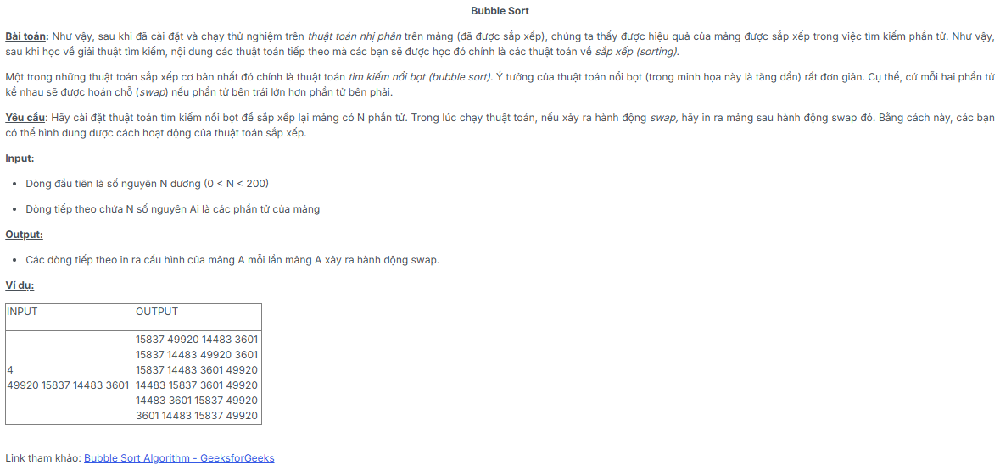 Bubble Sort
Bài toán: Như vậy, sau khi đã cài đặt và chạy thử nghiệm trên thuật toán nhị phân trên mảng (đã được sắp xếp), chúng ta thấy được hiệu quả của mảng được sắp xếp trong việc tìm kiếm phần tử. Như vậy,
sau khi học về giải thuật tìm kiếm, nội dung các thuật toán tiếp theo mà các bạn sẽ được học đó chính là các thuật toán về sắp xếp (sorting).
Một trong những thuật toán sắp xếp cơ bản nhất đó chính là thuật toán tìm kiếm nổi bọt (bubble sort). Ý tưởng của thuật toán nổi bọt (trong minh họa này là tăng dần) rất đơn giản. Cụ thể, cứ mỗi hai phần tử
kề nhau sẽ được hoán chỗ (swap) nếu phần tử bên trái lớn hơn phần tử bên phải.
Yêu cầu: Hãy cài đặt thuật toán tìm kiếm nổi bọt để sắp xếp lại mảng có N phần tử. Trong lúc chạy thuật toán, nếu xảy ra hành động swap, hãy in ra mảng sau hành động swap đó. Bằng cách này, các bạn
có thể hình dung được cách hoạt động của thuật toán sắp xếp.
Input:
• Dòng đầu tiên là số nguyên N dương (0 < N < 200)
• Dòng tiếp theo chứa N số nguyên Ai là các phần tử của mảng
Output:
• Các dòng tiếp theo in ra cấu hình của mảng A mỗi lần mảng A xảy ra hành động swap.
Ví dụ:
INPUT OUTPUT
15837 49920 14483 3601
15837 14483 49920 3601
4 15837 14483 3601 49920
49920 15837 14483 3601 14483 15837 3601 49920
14483 3601 15837 49920
3601 14483 15837 49920
Link tham khảo: Bubble Sort Algorithm - GeeksforGeeks